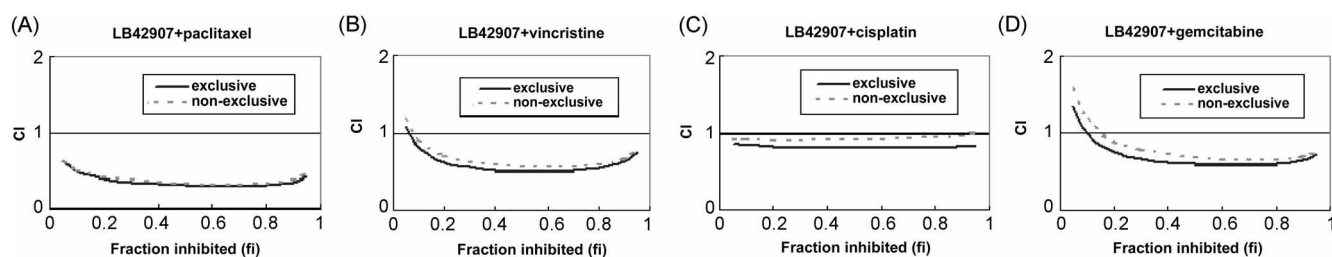 (A)
LB42907+paclitaxel
2
1
0
CI
exclusive
non-exclusive
0 0.2 0.4 0.6 0.8 1
Fraction inhibited (fi)
(B)
LB42907+vincristine
2
1
0
CI
exclusive
non-exclusive
0 0.2 0.4 0.6 0.8 1
Fraction inhibited (fi)
(C)
LB42907+cisplatin
2
1
0
CI
exclusive
non-exclusive
0 0.2 0.4 0.6 0.8 1
Fraction inhibited (fi)
(D)
LB42907+gemcitabine
2
1
0
CI
exclusive
non-exclusive
0 0.2 0.4 0.6 0.8 1
Fraction inhibited (fi)